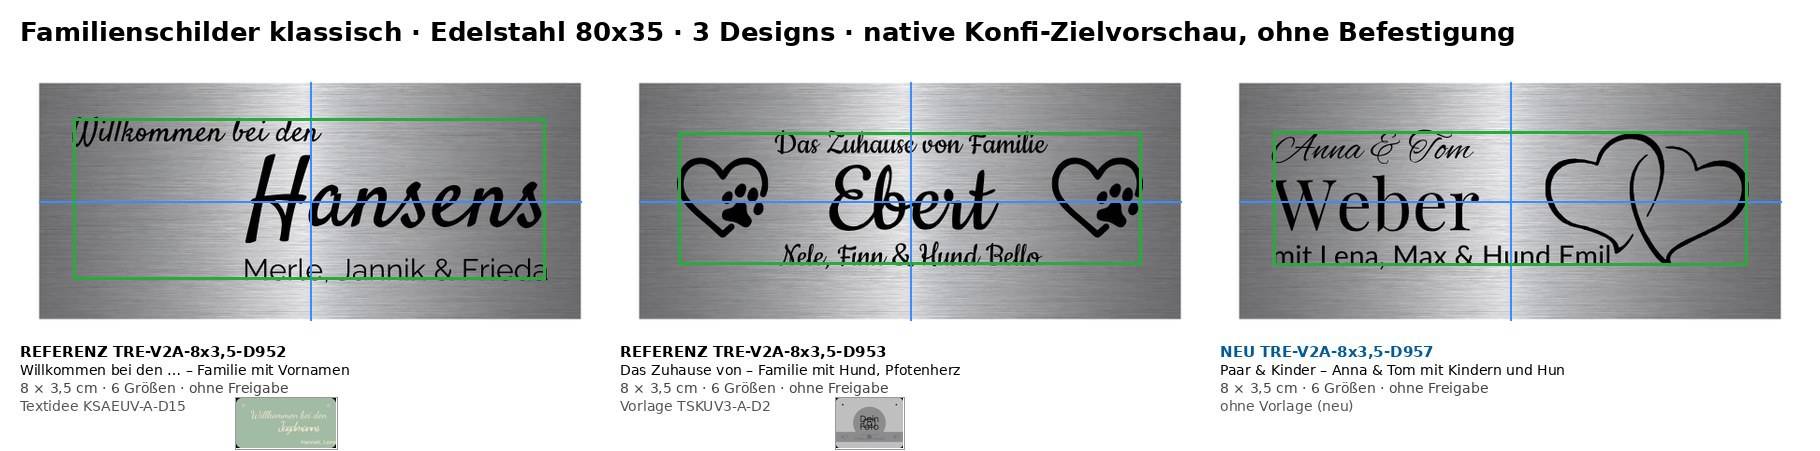 Familienschilder klassisch · Edelstahl 80x35 · 3 Designs · native Konfi-Zielvorschau, ohne Befestigung
Willkommen bei den
Hansens
Merle, Jannik & Frieda
Das Zuhause von Familie
Ebert
Nele, Finn & Hund Bello
Anna & Tom
Weber
mit Lena, Max & Hund Emil
REFERENZ TRE-V2A-8x3,5-D952
Willkommen bei den ... – Familie mit Vornamen
8 × 3,5 cm · 6 Größen · ohne Freigabe
Textidee KSAEUV-A-D15
Willkommen bei den
REFERENZ TRE-V2A-8x3,5-D953
Das Zuhause von – Familie mit Hund, Pfotenherz
8 × 3,5 cm · 6 Größen · ohne Freigabe
Vorlage TSKUV3-A-D2
Dein
Foto
NEU TRE-V2A-8x3,5-D957
Paar & Kinder – Anna & Tom mit Kindern und Hun
8 × 3,5 cm · 6 Größen · ohne Freigabe
ohne Vorlage (neu)